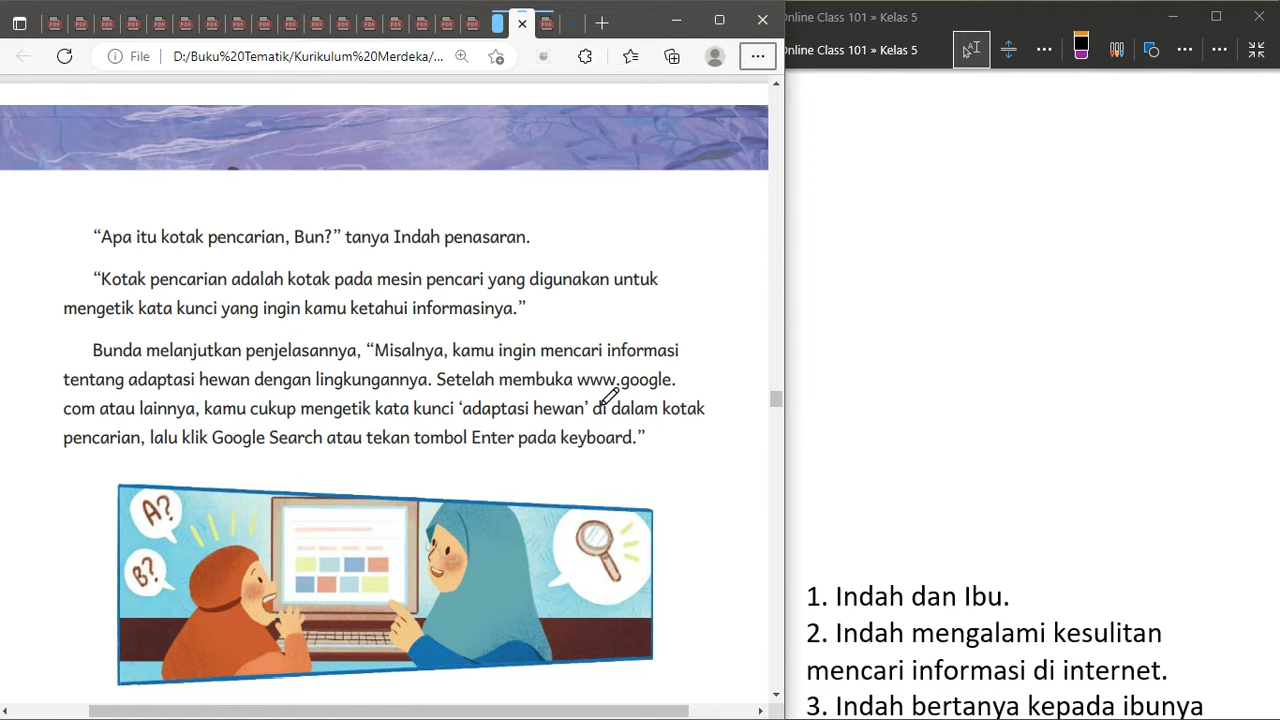 Online Class 101 » Kelas 5
File
D:/Buku%20Tematik/Kurikulum%20Merdeka/...
Online Class 101 » Kelas 5
“Apa itu kotak pencarian, Bun?” tanya Indah penasaran.
“Kotak pencarian adalah kotak pada mesin pencari yang digunakan untuk
mengetik kata kunci yang ingin kamu ketahui informasinya.”
Bunda melanjutkan penjelasannya, “Misalnya, kamu ingin mencari informasi
tentang adaptasi hewan dengan lingkungannya. Setelah membuka www.google.
com atau lainnya, kamu cukup mengetik kata kunci ‘adaptasi hewan’ di dalam kotak
pencarian, lalu klik Google Search atau tekan tombol Enter pada keyboard.”
A?
B?
1. Indah dan Ibu.
2. Indah mengalami kesulitan
mencari informasi di internet.
3. Indah bertanya kepada ibunya